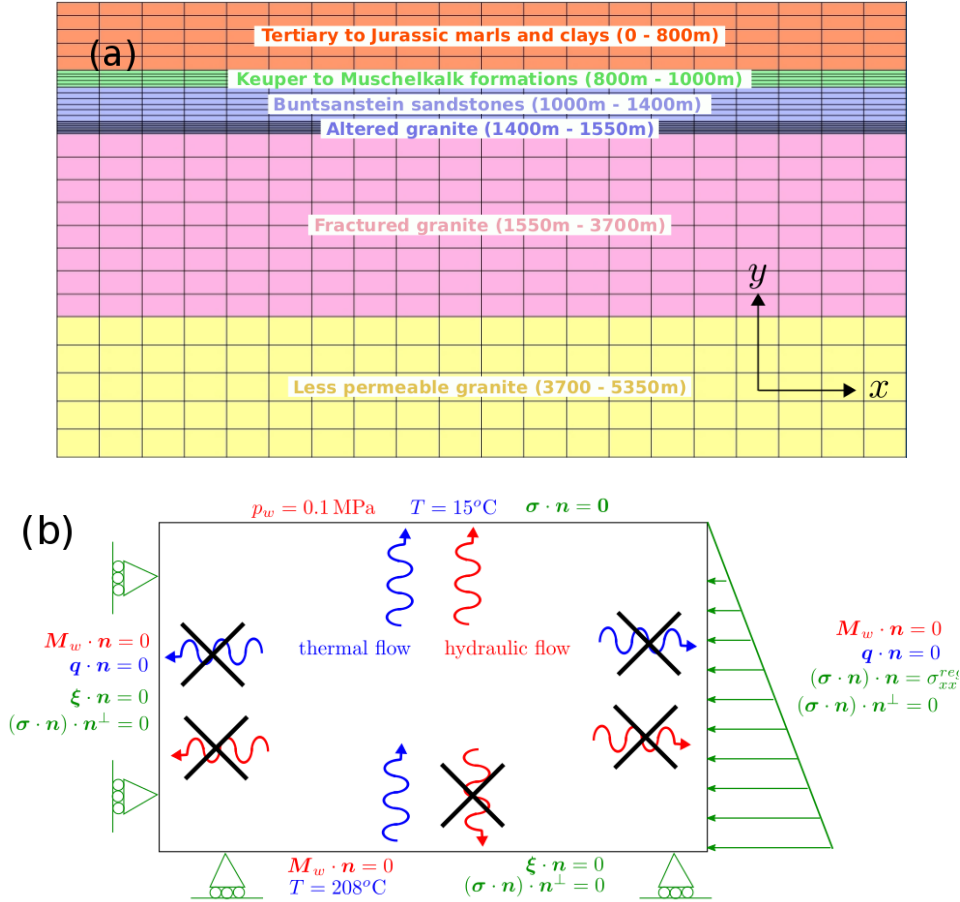 (a)
Tertiary to Jurassic marls and clays (0 - 800m)
Keuper to Muschelkalk formations (800m - 1000m)
Buntsanstein sandstones (1000m - 1400m)
Altered granite (1400m - 1550m)
Fractured granite (1550m - 3700m)
y
x
Less permeable granite (3700 - 5350m)
(b)
p_w = 0.1 MPa T = 15°C σ · n = 0
thermal flow hydraulic flow
M_w · n = 0
q · n = 0
ξ · n = 0
(σ · n) · n^⊥ = 0
M_w · n = 0
q · n = 0
(σ · n) · n = σ_xx^reg
(σ · n) · n^⊥ = 0
M_w · n = 0
T = 208°C
ξ · n = 0
(σ · n) · n^⊥ = 0